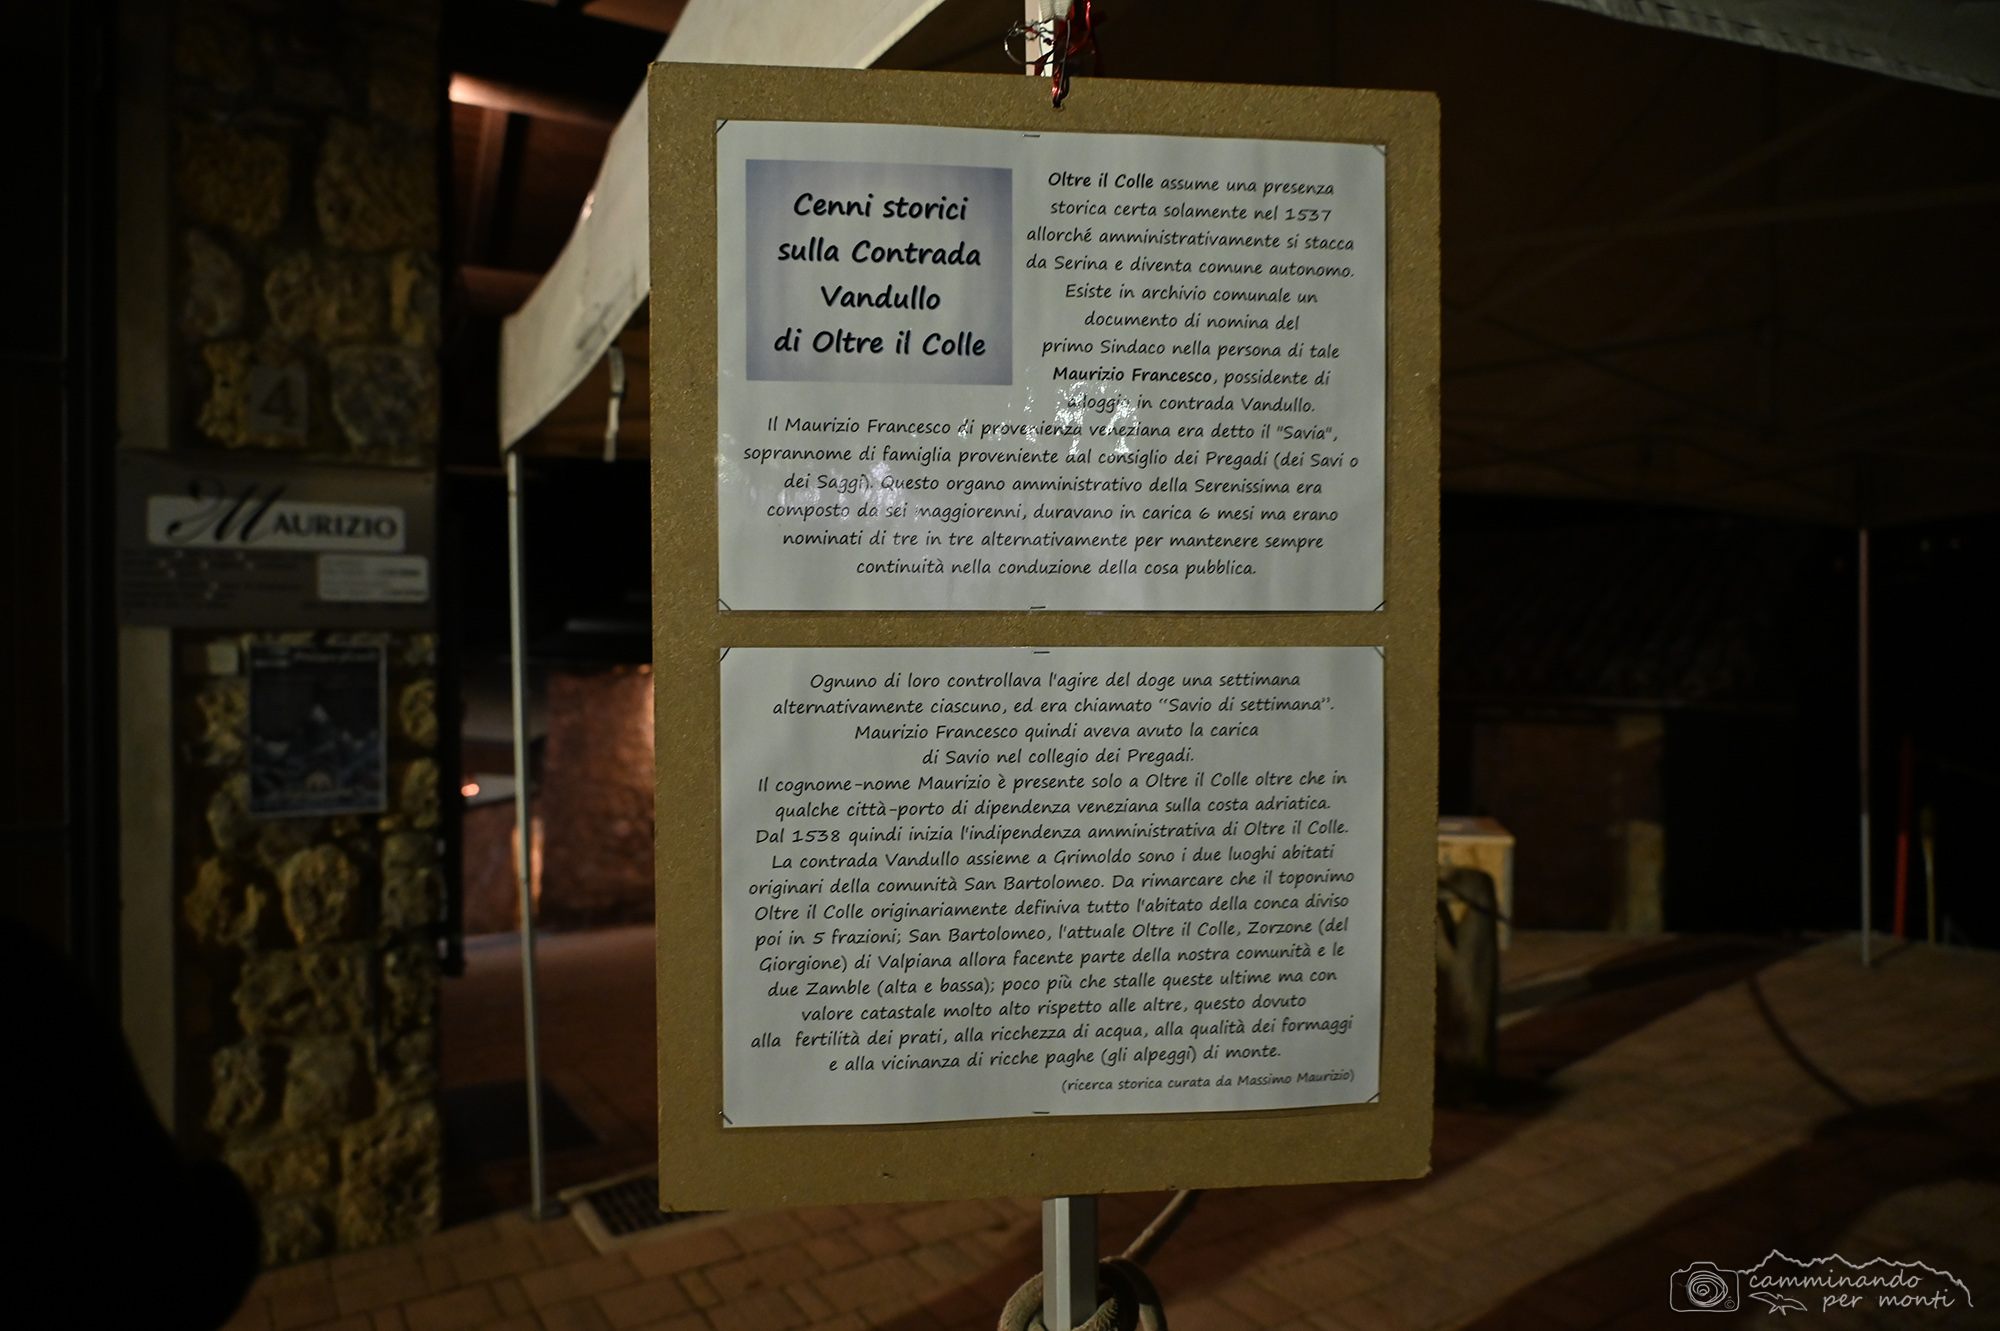 Cenni storici
sulla Contrada
Vandullo
di Oltre il Colle
Oltre il Colle assume una presenza
storica certa solamente nel 1537
allorché amministrativamente si stacca
da Serina e diventa comune autonomo.
Esiste in archivio comunale un
documento di nomina del
primo Sindaco nella persona di tale
Maurizio Francesco, possidente di
alloggio in contrada Vandullo.
Il Maurizio Francesco di provenienza veneziana era detto il "Savia",
soprannome di famiglia proveniente dal consiglio dei Pregadi (dei Savi o
dei Saggi). Questo organo amministrativo della Serenissima era
composto da sei maggiorenni, duravano in carica 6 mesi ma erano
nominati di tre in tre alternativamente per mantenere sempre
continuità nella conduzione della cosa pubblica.
Ognuno di loro controllava l'agire del doge una settimana
alternativamente ciascuno, ed era chiamato “Savio di settimana”.
Maurizio Francesco quindi aveva avuto la carica
di Savio nel collegio dei Pregadi.
Il cognome-nome Maurizio è presente solo a Oltre il Colle oltre che in
qualche città-porto di dipendenza veneziana sulla costa adriatica.
Dal 1538 quindi inizia l'indipendenza amministrativa di Oltre il Colle.
La contrada Vandullo assieme a Grimoldo sono i due luoghi abitati
originari della comunità San Bartolomeo. Da rimarcare che il toponimo
Oltre il Colle originariamente definiva tutto l'abitato della conca diviso
poi in 5 frazioni; San Bartolomeo, l'attuale Oltre il Colle, Zorzone (del
Giorgione) di Valpiana allora facente parte della nostra comunità e le
due Zamble (alta e bassa); poco più che stalle queste ultime ma con
valore catastale molto alto rispetto alle altre, questo dovuto
alla fertilità dei prati, alla ricchezza di acqua, alla qualità dei formaggi
e alla vicinanza di ricche paghe (gli alpeggi) di monte.
(ricerca storica curata da Massimo Maurizio)
4
MAURIZIO
camminando
per monti